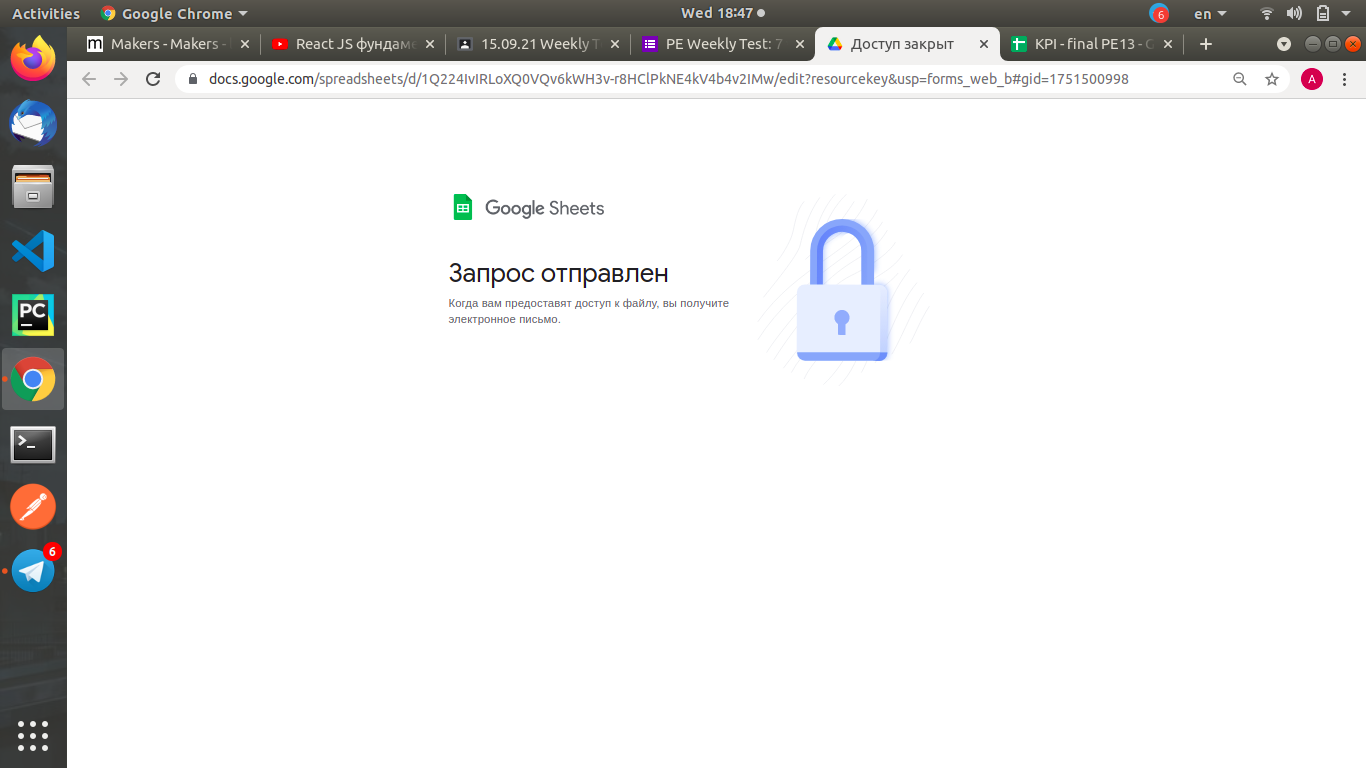 Activities
Google Chrome
Wed 18:47
6
en
Makers - Makers -
React JS фундаме
15.09.21 Weekly T
PE Weekly Test: 7
Доступ закрыт
KPI - final PE13 - C
docs.google.com/spreadsheets/d/1Q224IvIRLoXQ0VQv6kWH3v-r8HClPkNE4kV4b4v2IMw/edit?resourcekey&usp=forms_web_b#gid=1751500998
A
m
PC
>_
6
Google Sheets
Запрос отправлен
Когда вам предоставят доступ к файлу, вы получите
электронное письмо.